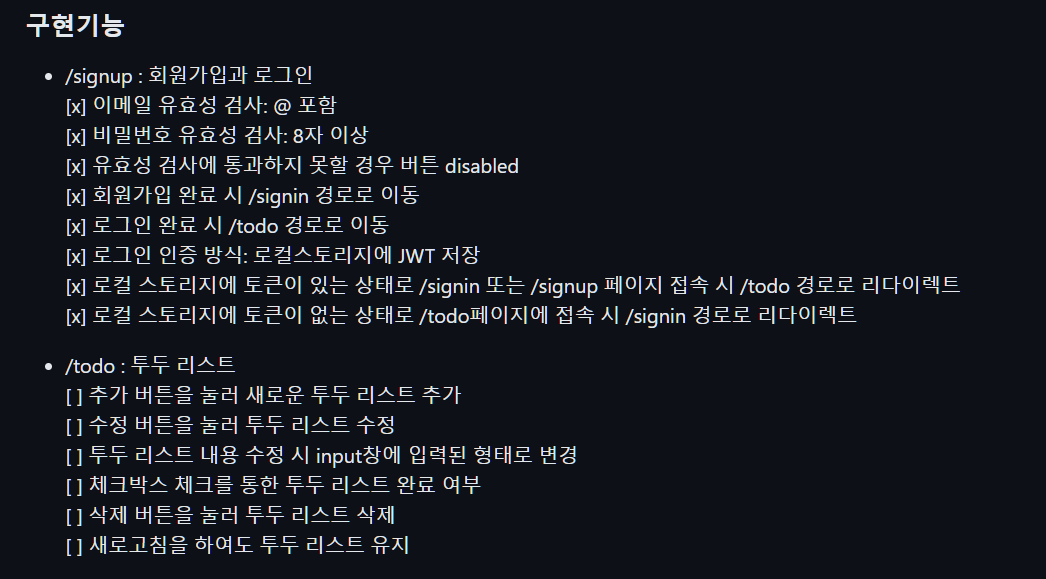 구현기능
• /signup : 회원가입과 로그인
[x] 이메일 유효성 검사: @ 포함
[x] 비밀번호 유효성 검사: 8자 이상
[x] 유효성 검사에 통과하지 못할 경우 버튼 disabled
[x] 회원가입 완료 시 /signin 경로로 이동
[x] 로그인 완료 시 /todo 경로로 이동
[x] 로그인 인증 방식: 로컬스토리지에 JWT 저장
[x] 로컬 스토리지에 토큰이 있는 상태로 /signin 또는 /signup 페이지 접속 시 /todo 경로로 리다이렉트
[x] 로컬 스토리지에 토큰이 없는 상태로 /todo페이지에 접속 시 /signin 경로로 리다이렉트
• /todo : 투두 리스트
[ ] 추가 버튼을 눌러 새로운 투두 리스트 추가
[ ] 수정 버튼을 눌러 투두 리스트 수정
[ ] 투두 리스트 내용 수정 시 input창에 입력된 형태로 변경
[ ] 체크박스 체크를 통한 투두 리스트 완료 여부
[ ] 삭제 버튼을 눌러 투두 리스트 삭제
[ ] 새로고침을 하여도 투두 리스트 유지